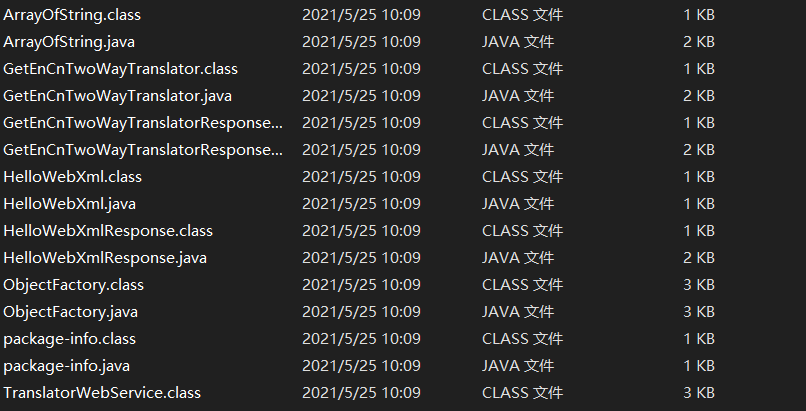 ArrayOfString.class 2021/5/25 10:09 CLASS 文件 1 KB
ArrayOfString.java 2021/5/25 10:09 JAVA 文件 2 KB
GetEnCnTwoWayTranslator.class 2021/5/25 10:09 CLASS 文件 1 KB
GetEnCnTwoWayTranslator.java 2021/5/25 10:09 JAVA 文件 2 KB
GetEnCnTwoWayTranslatorResponse... 2021/5/25 10:09 CLASS 文件 1 KB
GetEnCnTwoWayTranslatorResponse... 2021/5/25 10:09 JAVA 文件 2 KB
HelloWebXml.class 2021/5/25 10:09 CLASS 文件 1 KB
HelloWebXml.java 2021/5/25 10:09 JAVA 文件 1 KB
HelloWebXmlResponse.class 2021/5/25 10:09 CLASS 文件 1 KB
HelloWebXmlResponse.java 2021/5/25 10:09 JAVA 文件 2 KB
ObjectFactory.class 2021/5/25 10:09 CLASS 文件 3 KB
ObjectFactory.java 2021/5/25 10:09 JAVA 文件 3 KB
package-info.class 2021/5/25 10:09 CLASS 文件 1 KB
package-info.java 2021/5/25 10:09 JAVA 文件 1 KB
TranslatorWebService.class 2021/5/25 10:09 CLASS 文件 3 KB